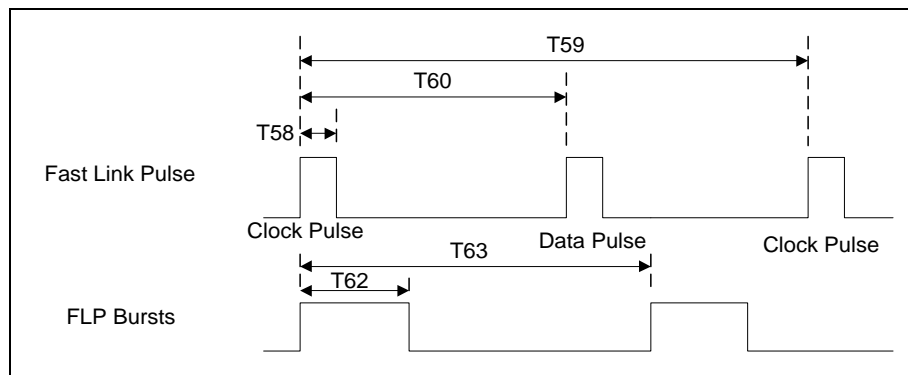 T59
T60
T58
Fast Link Pulse
Clock Pulse
Data Pulse
Clock Pulse
T63
T62
FLP Bursts